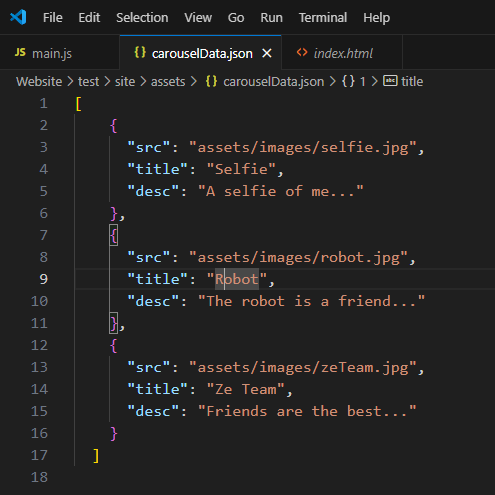 File Edit Selection View Go Run Terminal Help
JS main.js {} carouselData.json × <> index.html
Website > test > site > assets > {} carouselData.json > {} 1 > abc title
1 [
2 {
3 "src": "assets/images/selfie.jpg",
4 "title": "Selfie",
5 "desc": "A selfie of me..."
6 },
7 {
8 "src": "assets/images/robot.jpg",
9 "title": "Robot",
10 "desc": "The robot is a friend..."
11 },
12 {
13 "src": "assets/images/zeTeam.jpg",
14 "title": "Ze Team",
15 "desc": "Friends are the best..."
16 }
17 ]
18